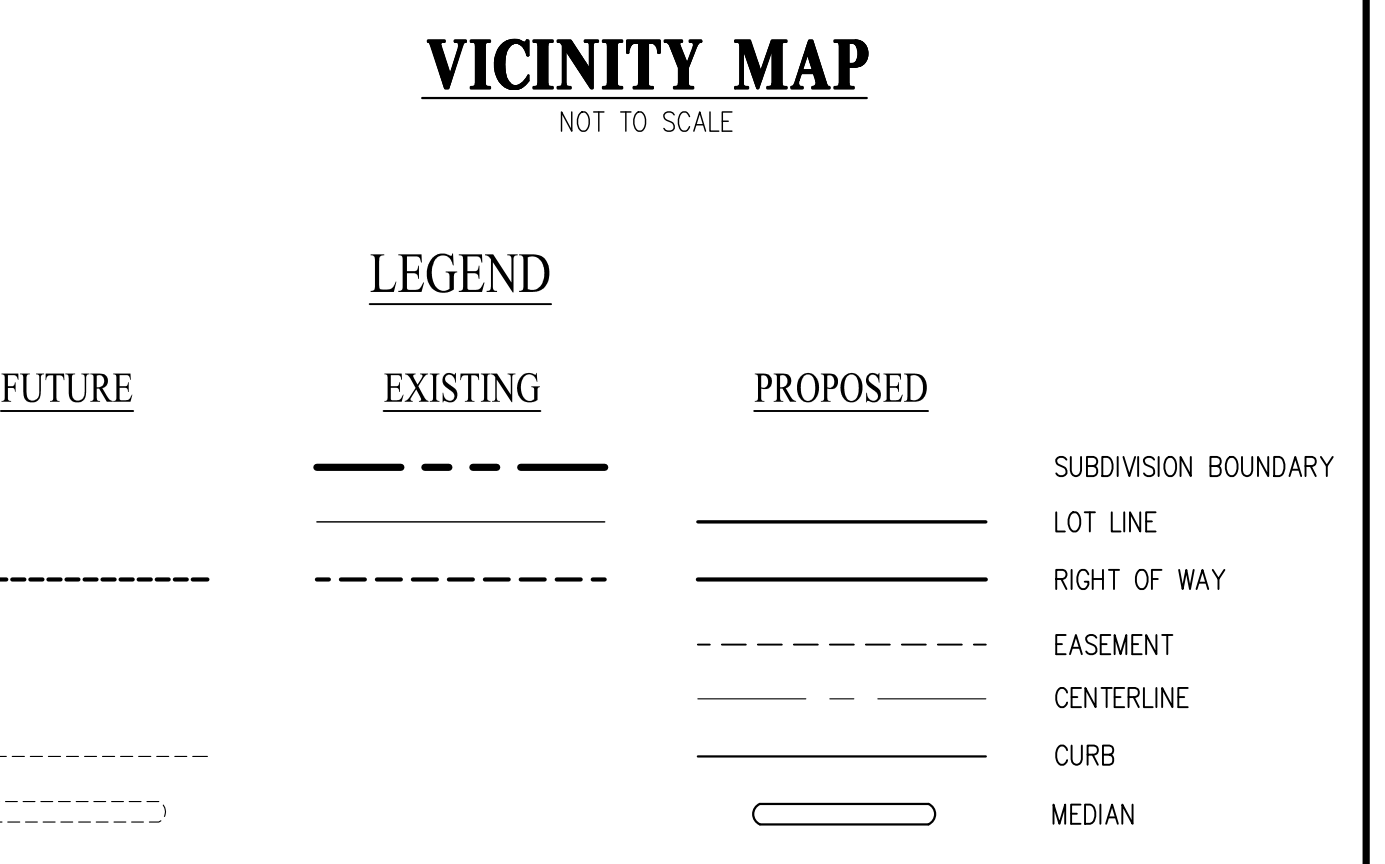 VICINITY MAP
NOT TO SCALE
LEGEND
FUTURE EXISTING PROPOSED
SUBDIVISION BOUNDARY
LOT LINE
RIGHT OF WAY
EASEMENT
CENTERLINE
CURB
MEDIAN